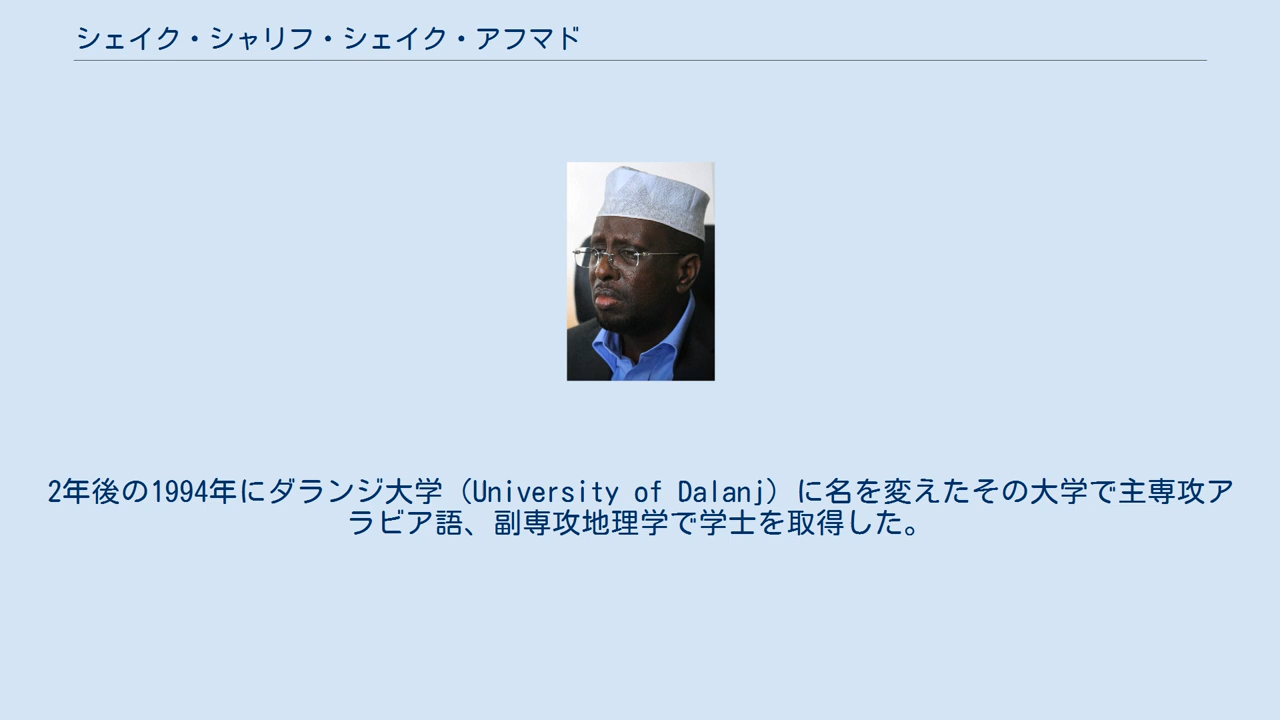 シェイク・シャリフ・シェイク・アフマド
2年後の1994年にダランジ大学（University of Dalanj）に名を変えたその大学で主専攻ア
ラビア語、副専攻地理学で学士を取得した。